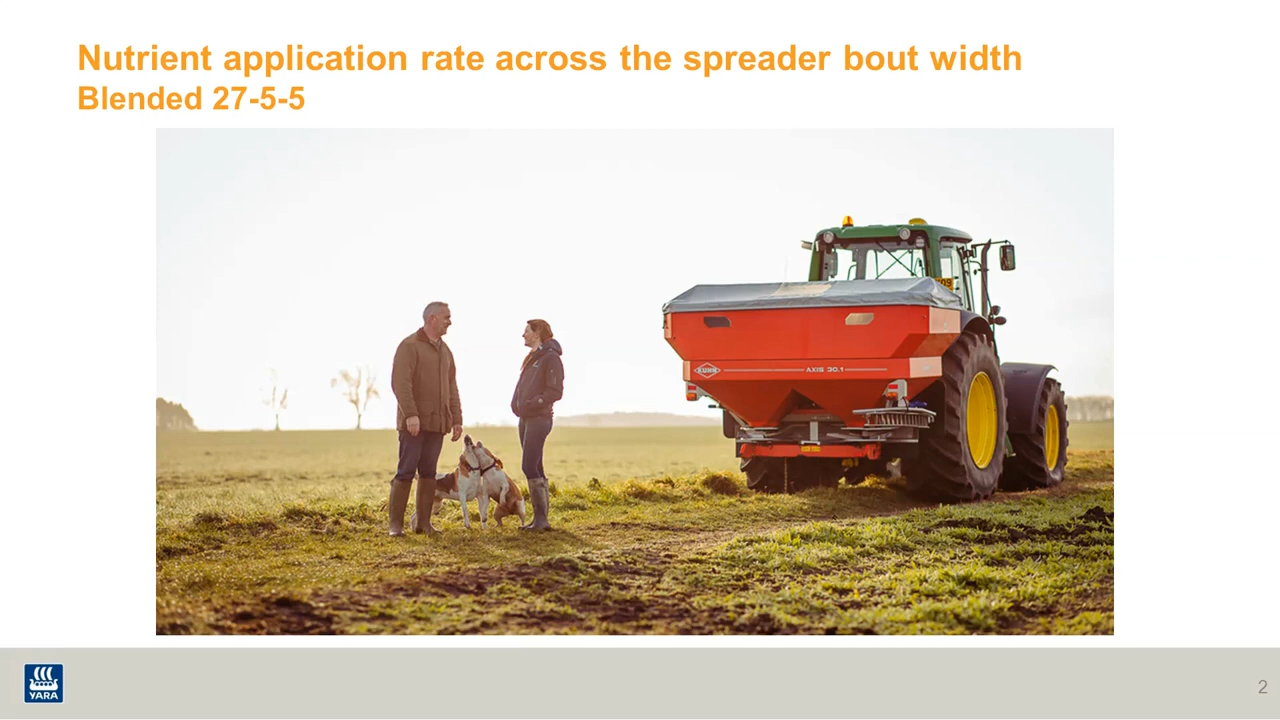 Nutrient application rate across the spreader bout width
Blended 27-5-5
KUHN
AXIS 30.1
YARA
2